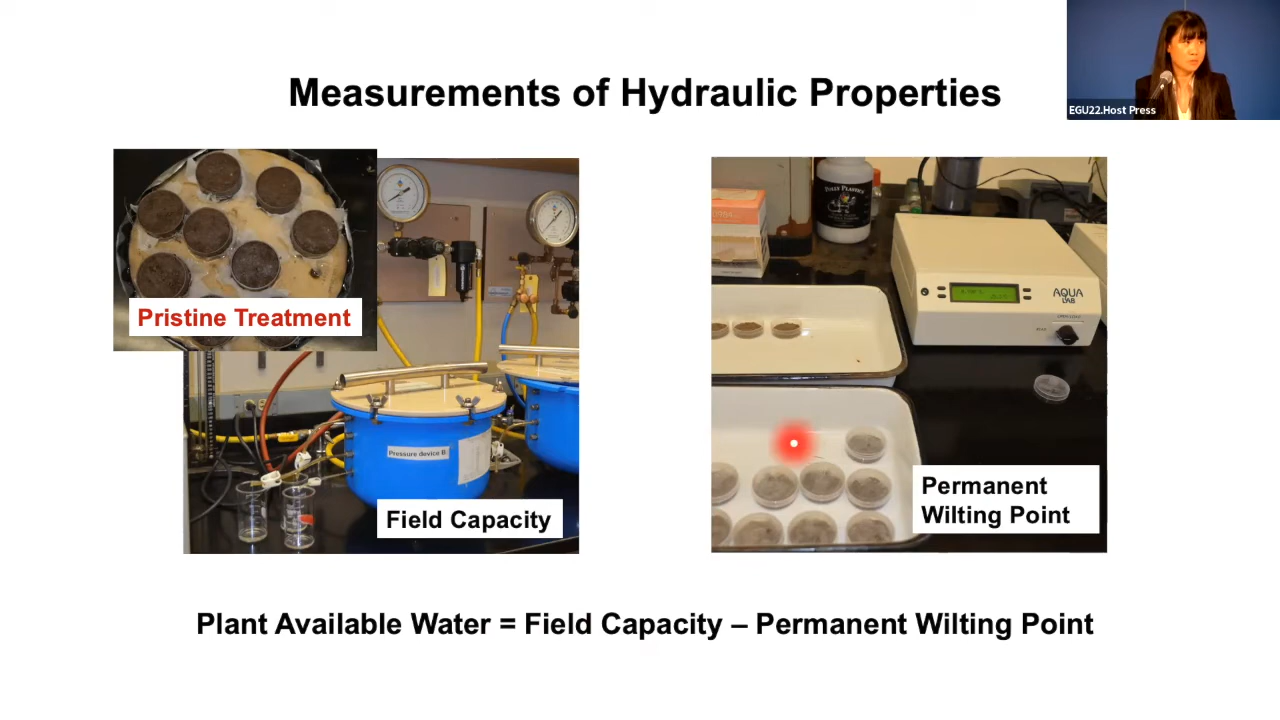 Measurements of Hydraulic Properties
EGU22.Host Press
Pristine Treatment
Pressure device B
Field Capacity
AQUA
LAB
Permanent
Wilting Point
Plant Available Water = Field Capacity – Permanent Wilting Point